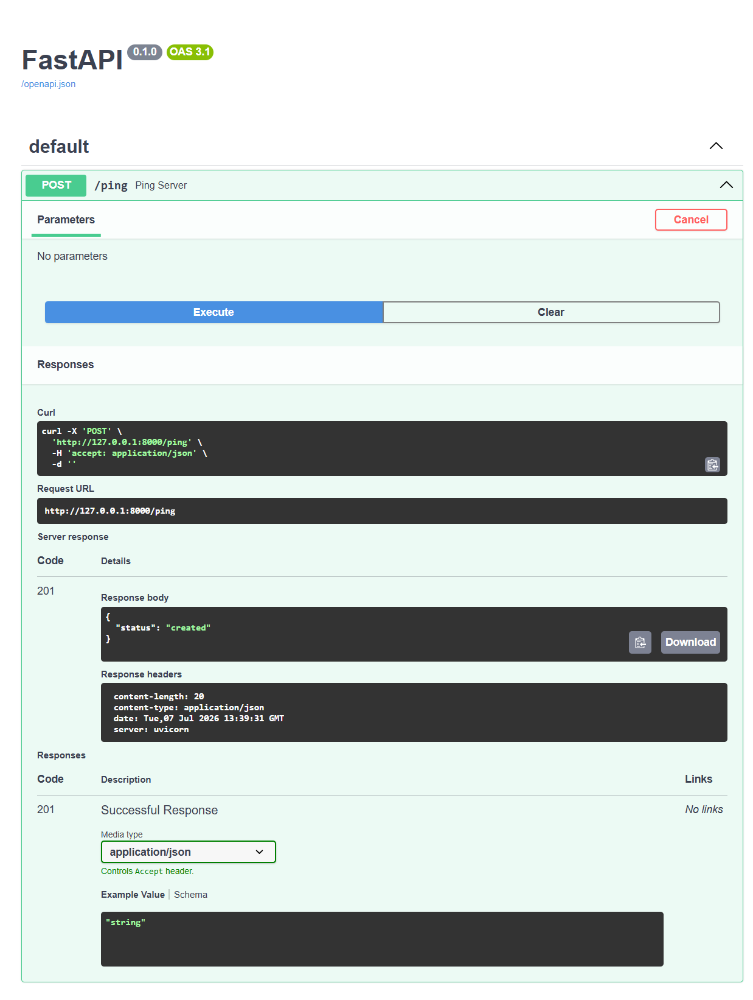 FastAPI 0.1.0 OAS 3.1
/openapi.json
default
POST /ping Ping Server
Parameters Cancel
No parameters
Execute Clear
Responses
Curl
curl -X 'POST' \
  'http://127.0.0.1:8000/ping' \
  -H 'accept: application/json' \
  -d ''
Request URL
http://127.0.0.1:8000/ping
Server response
Code Details
201
Response body
{
  "status": "created"
}
Download
Response headers
content-length: 20
content-type: application/json
date: Tue,07 Jul 2026 13:39:31 GMT
server: uvicorn
Responses
Code Description Links
201 Successful Response No links
Media type
application/json
Controls Accept header.
Example Value Schema
"string"